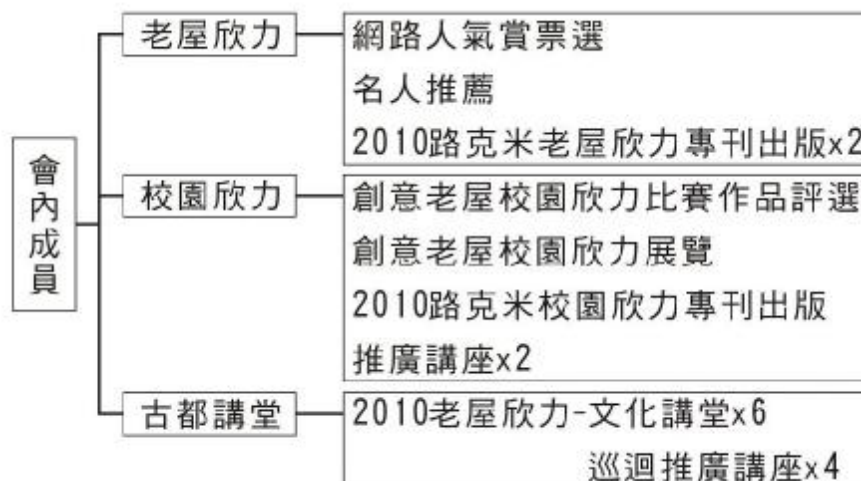 會內成員
老屋欣力
網路人氣賞票選
名人推薦
2010路克米老屋欣力專刊出版x2
校園欣力
創意老屋校園欣力比賽作品評選
創意老屋校園欣力展覽
2010路克米校園欣力專刊出版
推廣講座x2
古都講堂
2010老屋欣力-文化講堂x6
巡迴推廣講座x4